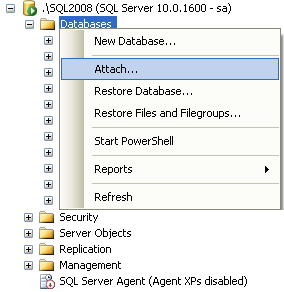 .\SQL2008 (SQL Server 10.0.1600 - sa)
Databases
New Database...
Attach...
Restore Database...
Restore Files and Filegroups...
Start PowerShell
Reports
Refresh
Security
Server Objects
Replication
Management
SQL Server Agent (Agent XPs disabled)